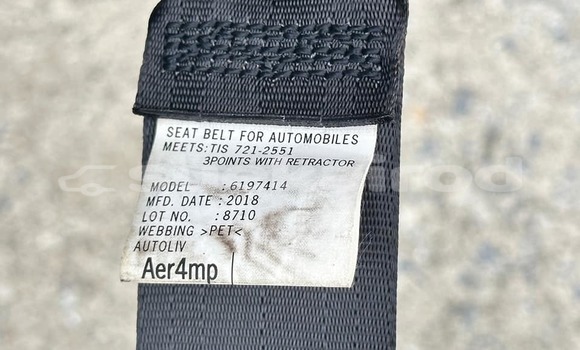 SEAT BELT FOR AUTOMOBILES
MEETS:TIS 721-2551
3POINTS WITH RETRACTOR
MODEL :6197414
MFD. DATE :2018
LOT NO. :8710
WEBBING >PET<
AUTOLIV
Aer4mp